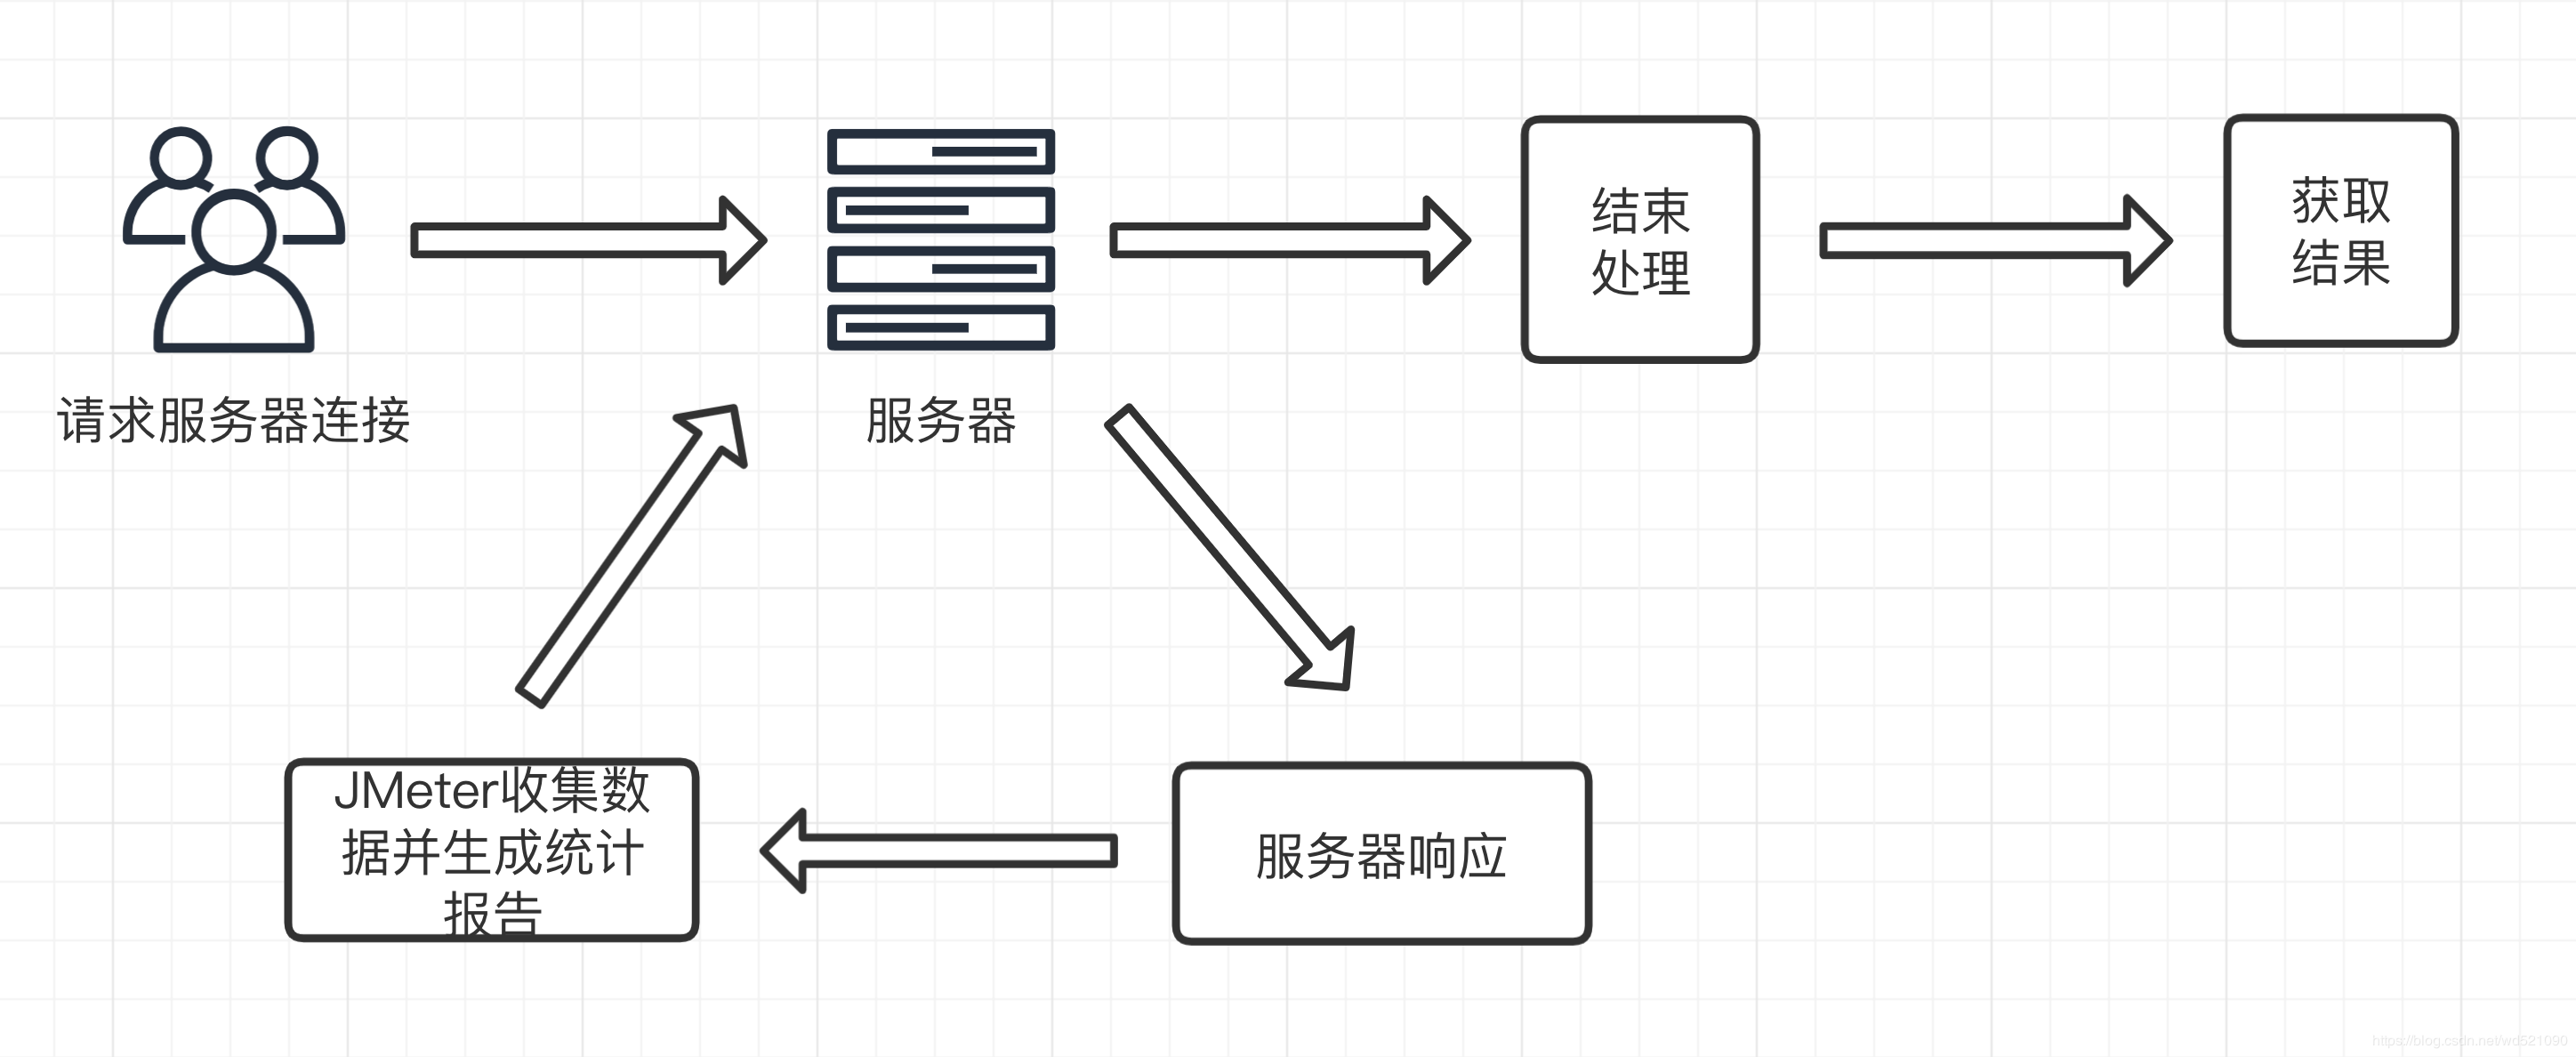 结束
处理
获取
结果
请求服务器连接
服务器
JMeter收集数
据并生成统计
报告
服务器响应
https://blog.csdn.net/wd521090